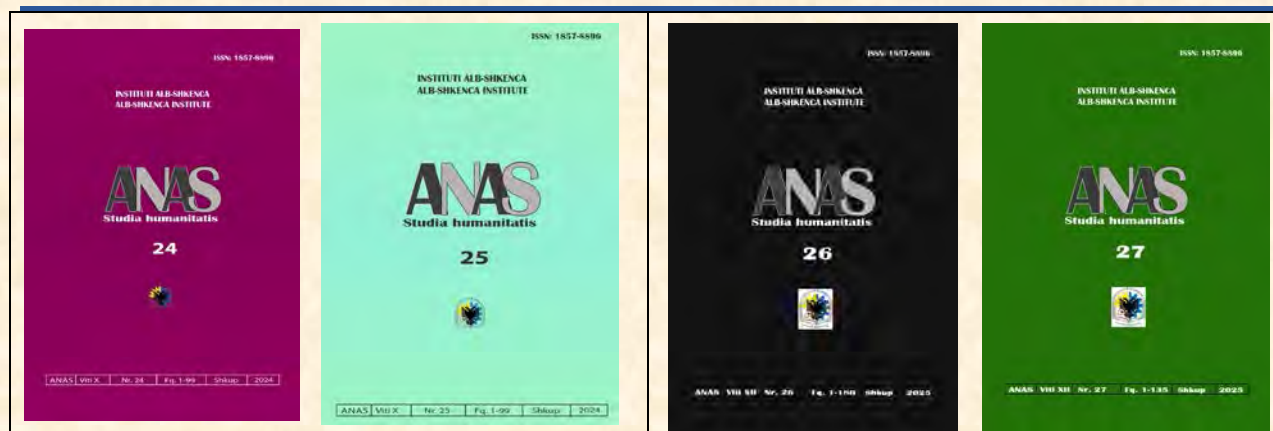 ISSN: 1857-8896
INSTITUTI ALB-SHKENCA
ALB-SHKENCA INSTITUTE
ANAS
Studia humanitatis
24
ANAS Viti X Nr. 24 Fq. 1-99 Shkup 2024
ISSN: 1857-8896
INSTITUTI ALB-SHKENCA
ALB-SHKENCA INSTITUTE
ANAS
Studia humanitatis
25
ANAS Viti X Nr. 25 Fq. 1-99 Shkup 2024
ISSN: 1857-8896
INSTITUTI ALB-SHKENCA
ALB-SHKENCA INSTITUTE
ANAS
Studia humanitatis
26
ANAS Viti XII Nr. 26 Fq. 1-180 Shkup 2025
ISSN: 1857-8896
INSTITUTI ALB-SHKENCA
ALB-SHKENCA INSTITUTE
ANAS
Studia humanitatis
27
ANAS Viti XII Nr. 27 Fq. 1-135 Shkup 2025